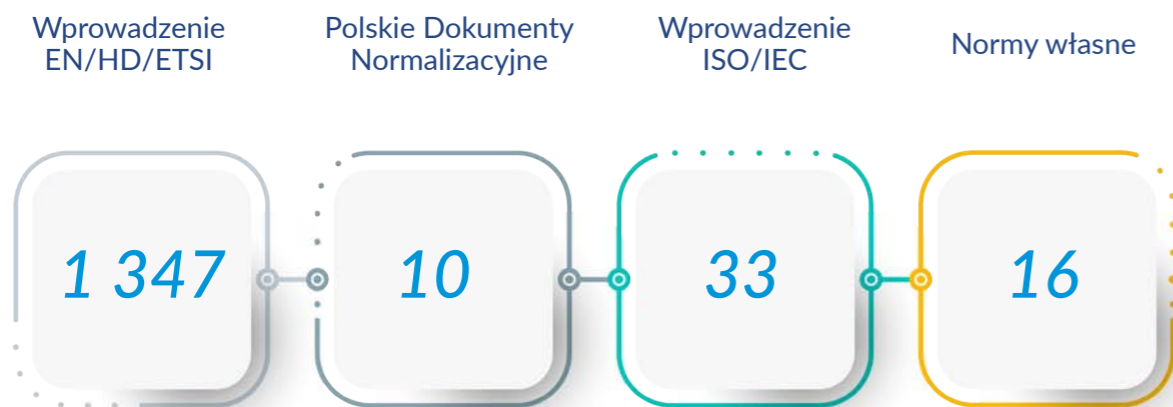 Wprowadzenie
EN/HD/ETSI
Polskie Dokumenty
Normalizacyjne
Wprowadzenie
ISO/IEC
Normy własne
1 347
10
33
16